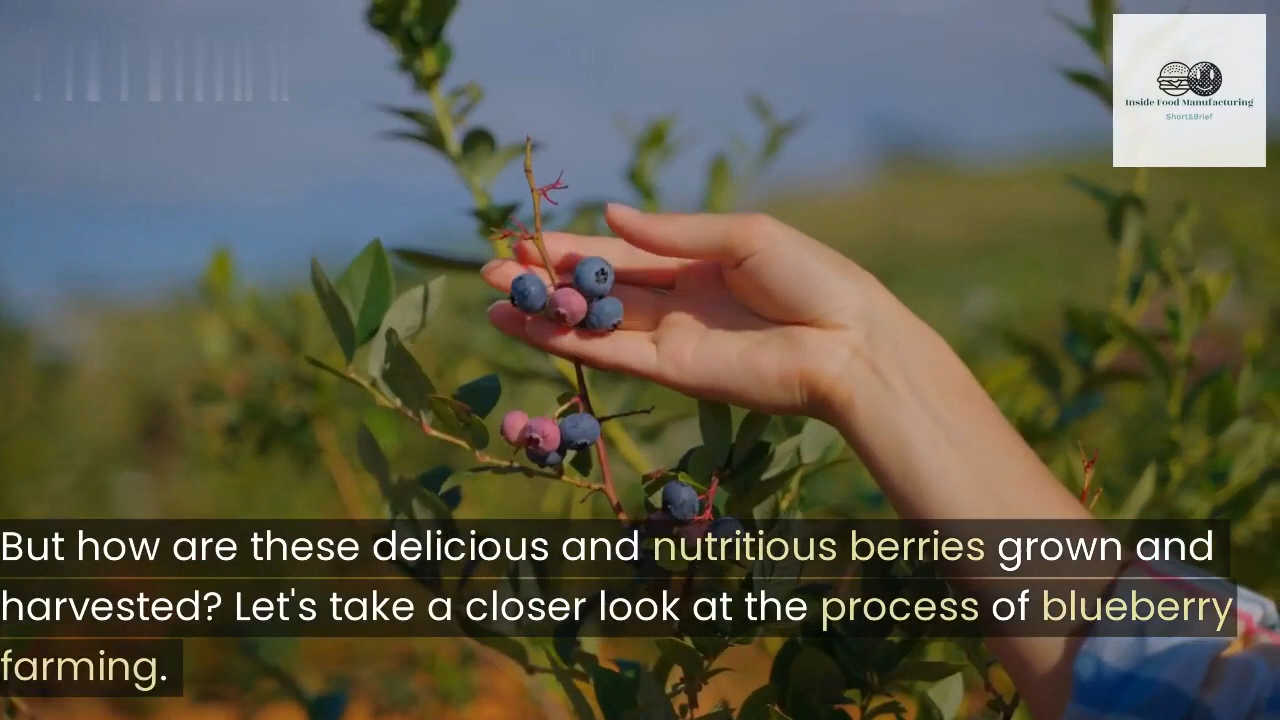 Inside Food Manufacturing
Short&Brief
But how are these delicious and nutritious berries grown and
harvested? Let's take a closer look at the process of blueberry
farming.